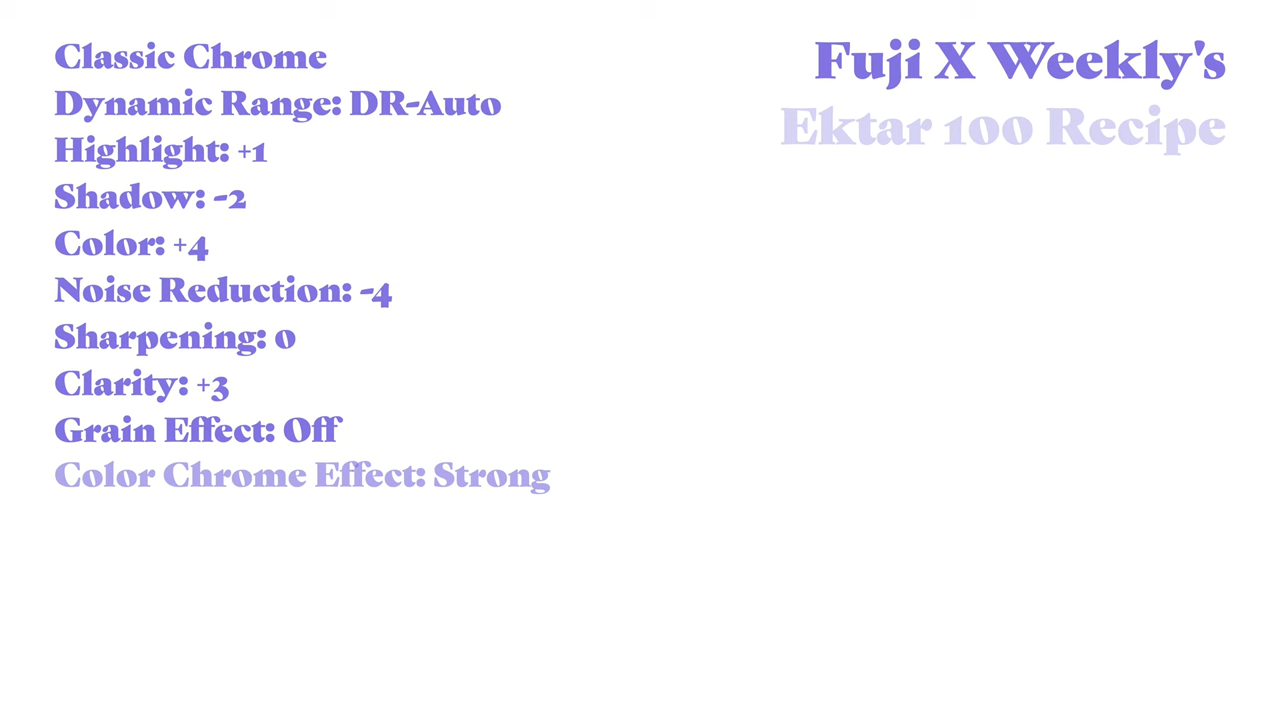 Classic Chrome
Dynamic Range: DR-Auto
Highlight: +1
Shadow: -2
Color: +4
Noise Reduction: -4
Sharpening: 0
Clarity: +3
Grain Effect: Off
Color Chrome Effect: Strong
Fuji X Weekly's
Ektar 100 Recipe